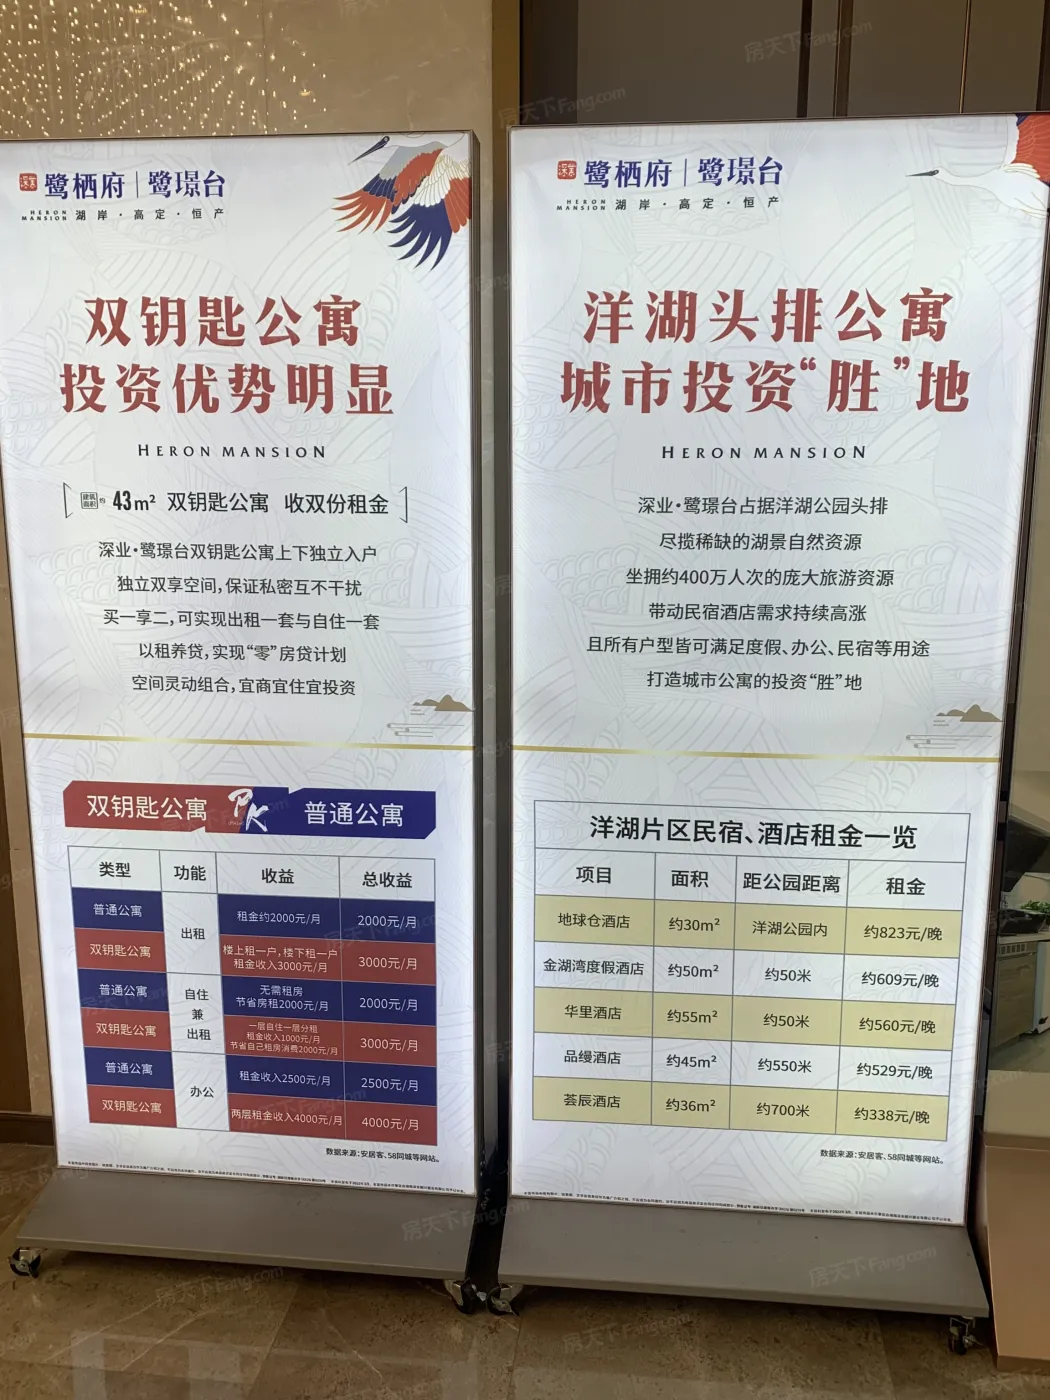 鹭栖府｜鹭璟台
HERON MANSION 湖岸·高定·恒产
双钥匙公寓
投资优势明显
HERON MANSION
建筑面积约43m² 双钥匙公寓 收双份租金
深业·鹭璟台双钥匙公寓上下独立入户
独立双享空间,保证私密互不干扰
买一享二,可实现出租一套与自住一套
以租养贷,实现“零”房贷计划
空间灵动组合,宜商宜住宜投资
双钥匙公寓 PK 普通公寓
类型 功能 收益 总收益
普通公寓 出租 租金约2000元/月 2000元/月
双钥匙公寓 楼上租一户,楼下租一户 租金收入3000元/月 3000元/月
普通公寓 自住兼出租 无需租房 节省房租2000元/月 2000元/月
双钥匙公寓 一层自住一层分租 租金收入1000元/月 节省自己租房消费2000元/月 3000元/月
普通公寓 办公 租金收入2500元/月 2500元/月
双钥匙公寓 两层租金收入4000元/月 4000元/月
数据来源:安居客、58同城等网站。
鹭栖府｜鹭璟台
HERON MANSION 湖岸·高定·恒产
洋湖头排公寓
城市投资“胜”地
HERON MANSION
深业·鹭璟台占据洋湖公园头排
尽揽稀缺的湖景自然资源
坐拥约400万人次的庞大旅游资源
带动民宿酒店需求持续高涨
且所有户型皆可满足度假、办公、民宿等用途
打造城市公寓的投资“胜”地
洋湖片区民宿、酒店租金一览
项目 面积 距公园距离 租金
地球仓酒店 约30m² 洋湖公园内 约823元/晚
金湖湾度假酒店 约50m² 约50米 约609元/晚
华里酒店 约55m² 约50米 约560元/晚
品缦酒店 约45m² 约550米 约529元/晚
荟辰酒店 约36m² 约700米 约338元/晚
数据来源:安居客、58同城等网站。
房天下Fang.com